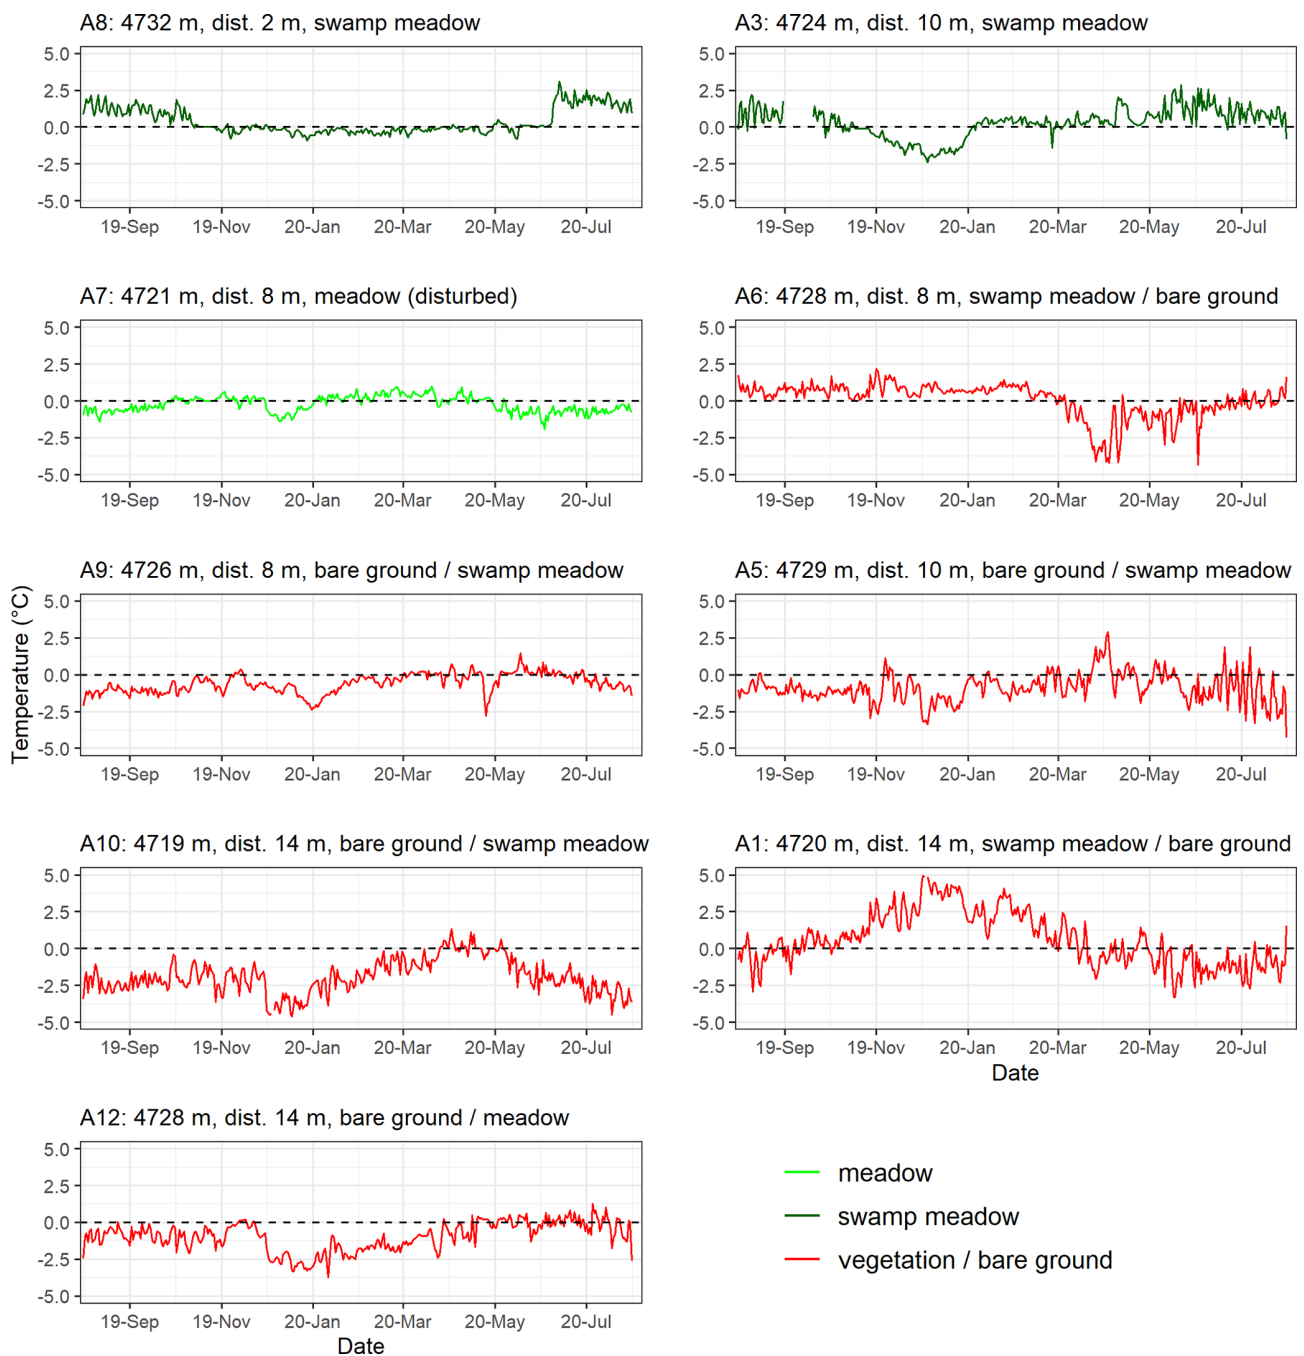 A8: 4732 m, dist. 2 m, swamp meadow
5.0
2.5
0.0
-2.5
-5.0
19-Sep 19-Nov 20-Jan 20-Mar 20-May 20-Jul
A3: 4724 m, dist. 10 m, swamp meadow
5.0
2.5
0.0
-2.5
-5.0
19-Sep 19-Nov 20-Jan 20-Mar 20-May 20-Jul
A7: 4721 m, dist. 8 m, meadow (disturbed)
5.0
2.5
0.0
-2.5
-5.0
19-Sep 19-Nov 20-Jan 20-Mar 20-May 20-Jul
A6: 4728 m, dist. 8 m, swamp meadow / bare ground
5.0
2.5
0.0
-2.5
-5.0
19-Sep 19-Nov 20-Jan 20-Mar 20-May 20-Jul
Temperature (°C)
A9: 4726 m, dist. 8 m, bare ground / swamp meadow
5.0
2.5
0.0
-2.5
-5.0
19-Sep 19-Nov 20-Jan 20-Mar 20-May 20-Jul
A5: 4729 m, dist. 10 m, bare ground / swamp meadow
5.0
2.5
0.0
-2.5
-5.0
19-Sep 19-Nov 20-Jan 20-Mar 20-May 20-Jul
A10: 4719 m, dist. 14 m, bare ground / swamp meadow
5.0
2.5
0.0
-2.5
-5.0
19-Sep 19-Nov 20-Jan 20-Mar 20-May 20-Jul
A1: 4720 m, dist. 14 m, swamp meadow / bare ground
5.0
2.5
0.0
-2.5
-5.0
19-Sep 19-Nov 20-Jan 20-Mar 20-May 20-Jul
Date
A12: 4728 m, dist. 14 m, bare ground / meadow
5.0
2.5
0.0
-2.5
-5.0
19-Sep 19-Nov 20-Jan 20-Mar 20-May 20-Jul
Date
meadow
swamp meadow
vegetation / bare ground